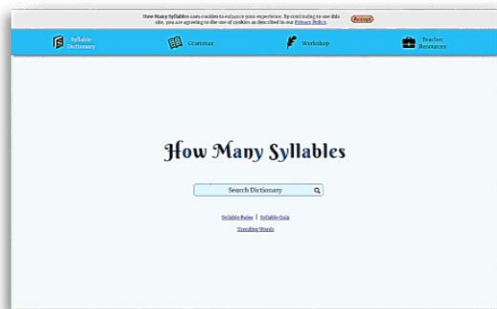 How Many Syllables uses cookies to enhance your experience. By continuing to use this
site, you are agreeing to the use of cookies as described in our Privacy Policy.
Accept
Syllable
Dictionary
Grammar
Workshop
Teacher
Resources
How Many Syllables
Search Dictionary
Syllable Rules | Syllable Quiz
Trending Words